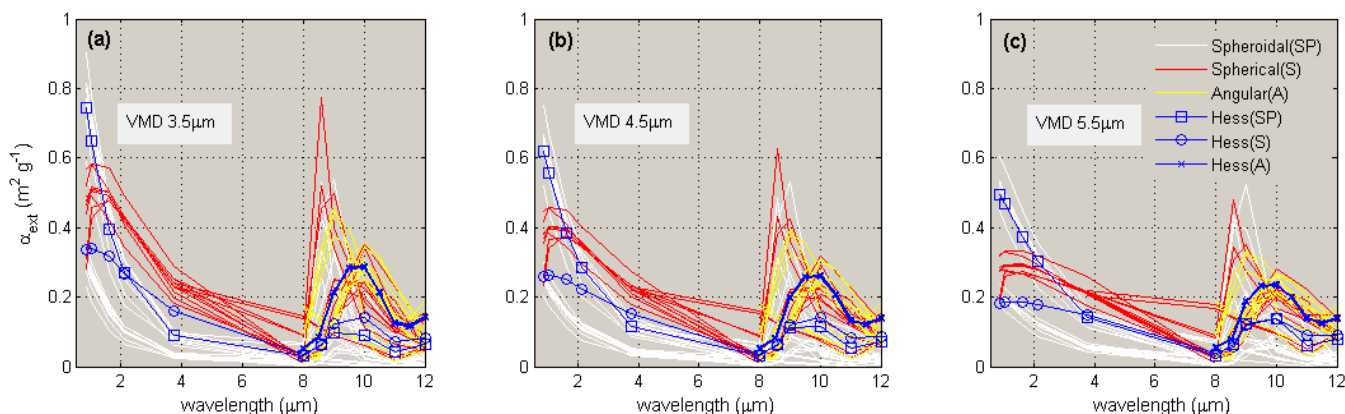 (a)
VMD 3.5μm
1
0.8
0.6
0.4
0.2
0
α_ext (m² g⁻¹)
2 4 6 8 10 12
wavelength (μm)
(b)
VMD 4.5μm
1
0.8
0.6
0.4
0.2
0
2 4 6 8 10 12
wavelength (μm)
(c)
VMD 5.5μm
Spheroidal(SP)
Spherical(S)
Angular(A)
Hess(SP)
Hess(S)
Hess(A)
1
0.8
0.6
0.4
0.2
0
2 4 6 8 10 12
wavelength (μm)